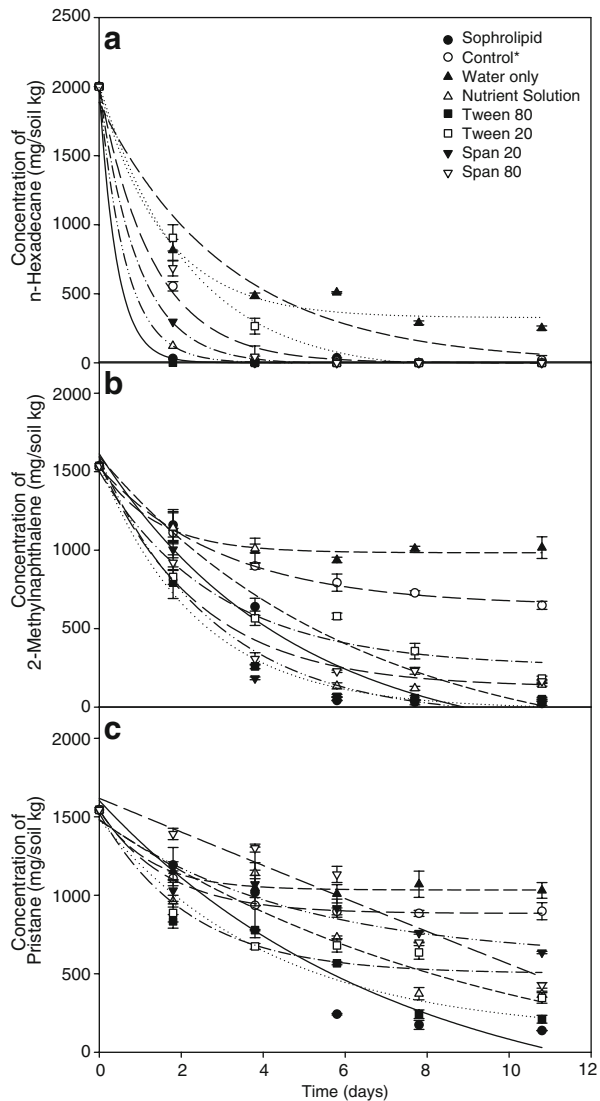 a
2500
2000
1500
1000
500
0
Concentration of
n-Hexadecane (mg/soil kg)
Sophrolipid
Control*
Water only
Nutrient Solution
Tween 80
Tween 20
Span 20
Span 80
b
2000
1500
1000
500
0
Concentration of
2-Methylnaphthalene (mg/soil kg)
c
2000
1500
1000
500
0
Concentration of
Pristane (mg/soil kg)
0 2 4 6 8 10 12
Time (days)